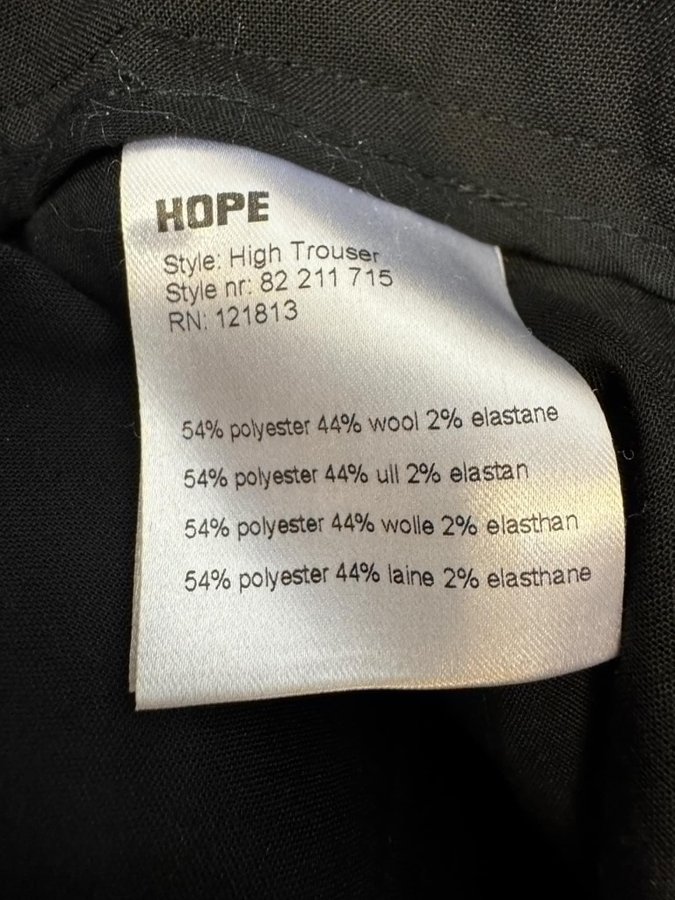 HOPE
Style: High Trouser
Style nr: 82 211 715
RN: 121813
54% polyester 44% wool 2% elastane
54% polyester 44% ull 2% elastan
54% polyester 44% wolle 2% elasthan
54% polyester 44% laine 2% elasthane